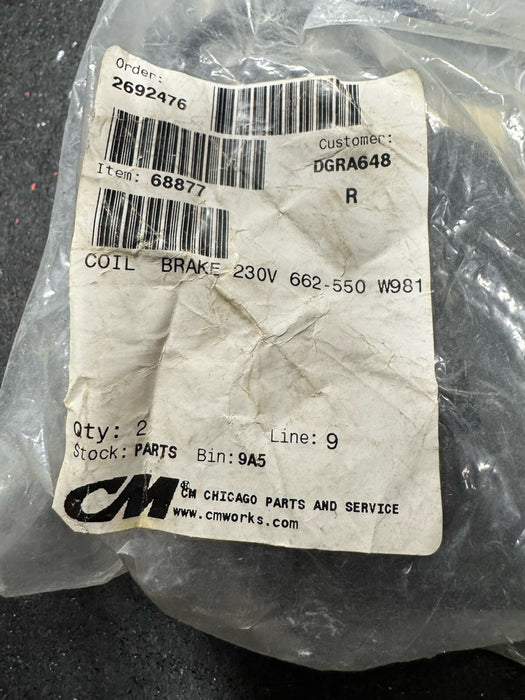 Order:
2692476
Customer:
DGRA648
Item: 68877
R
COIL BRAKE 230V 662-550 W981
Qty: 2
Line: 9
Stock: PARTS Bin: 9A5
CM ® CM CHICAGO PARTS AND SERVICE
www.cmworks.com